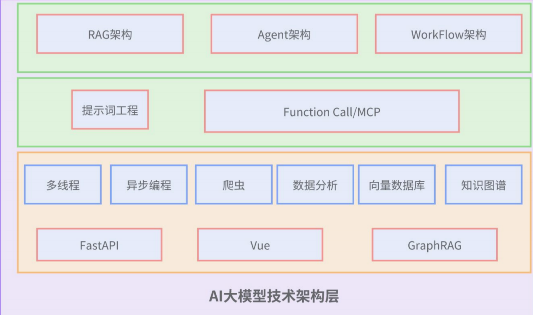 RAG架构
Agent架构
WorkFlow架构
提示词工程
Function Call/MCP
多线程
异步编程
爬虫
数据分析
向量数据库
知识图谱
FastAPI
Vue
GraphRAG
AI大模型技术架构层